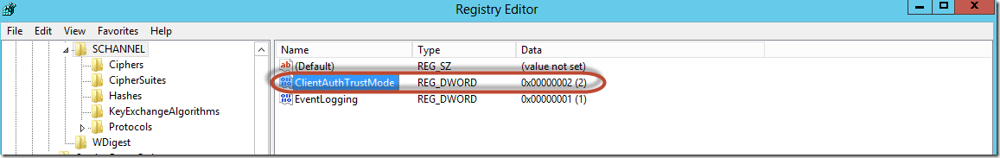 Registry Editor
File Edit View Favorites Help
SCHANNEL
Ciphers
CipherSuites
Hashes
KeyExchangeAlgorithms
Protocols
WDigest
Name Type Data
(Default) REG_SZ (value not set)
ClientAuthTrustMode REG_DWORD 0x00000002 (2)
EventLogging REG_DWORD 0x00000001 (1)